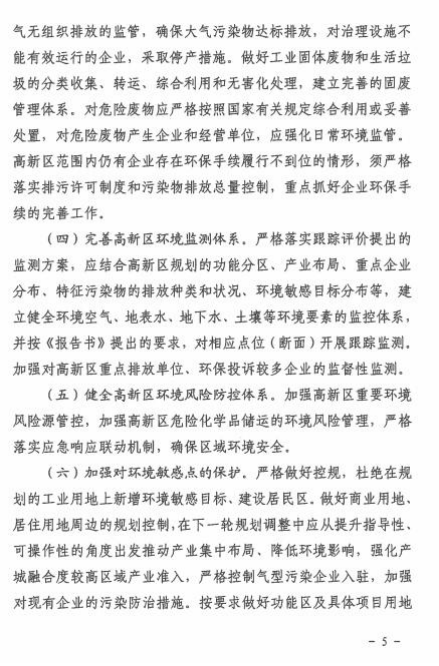 气无组织排放的监管，确保大气污染物达标排放，对治理设施不
能有效运行的企业，采取停产措施。做好工业固体废物和生活垃
圾的分类收集、转运、综合利用和无害化处理，建立完善的固废
管理体系。对危险废物应严格按照国家有关规定综合利用或妥善
处置，对危险废物产生企业和经营单位，应强化日常环境监管。
高新区范围内仍有企业存在环保手续履行不到位的情形，须严格
落实排污许可制度和污染物排放总量控制，重点抓好企业环保手
续的完善工作。
（四）完善高新区环境监测体系。严格落实跟踪评价提出的
监测方案，应结合高新区规划的功能分区、产业布局、重点企业
分布、特征污染物的排放种类和状况、环境敏感目标分布等，建
立健全环境空气、地表水、地下水、土壤等环境要素的监控体系，
并按《报告书》提出的要求，对相应点位（断面）开展跟踪监测。
加强对高新区重点排放单位、环保投诉较多企业的监督性监测。
（五）健全高新区环境风险防控体系。加强高新区重要环境
风险源管控，加强高新区危险化学品储运的环境风险管理，严格
落实应急响应联动机制，确保区域环境安全。
（六）加强对环境敏感点的保护。严格做好控规，杜绝在规
划的工业用地上新增环境敏感目标、建设居民区。做好商业用地、
居住用地周边的规划控制，在下一轮规划调整中应从提升指导性、
可操作性的角度出发推动产业集中布局、降低环境影响，强化产
城融合度较高区域产业准入，严格控制气型污染企业入驻，加强
对现有企业的污染防治措施。按要求做好功能区及具体项目用地
- 5 -